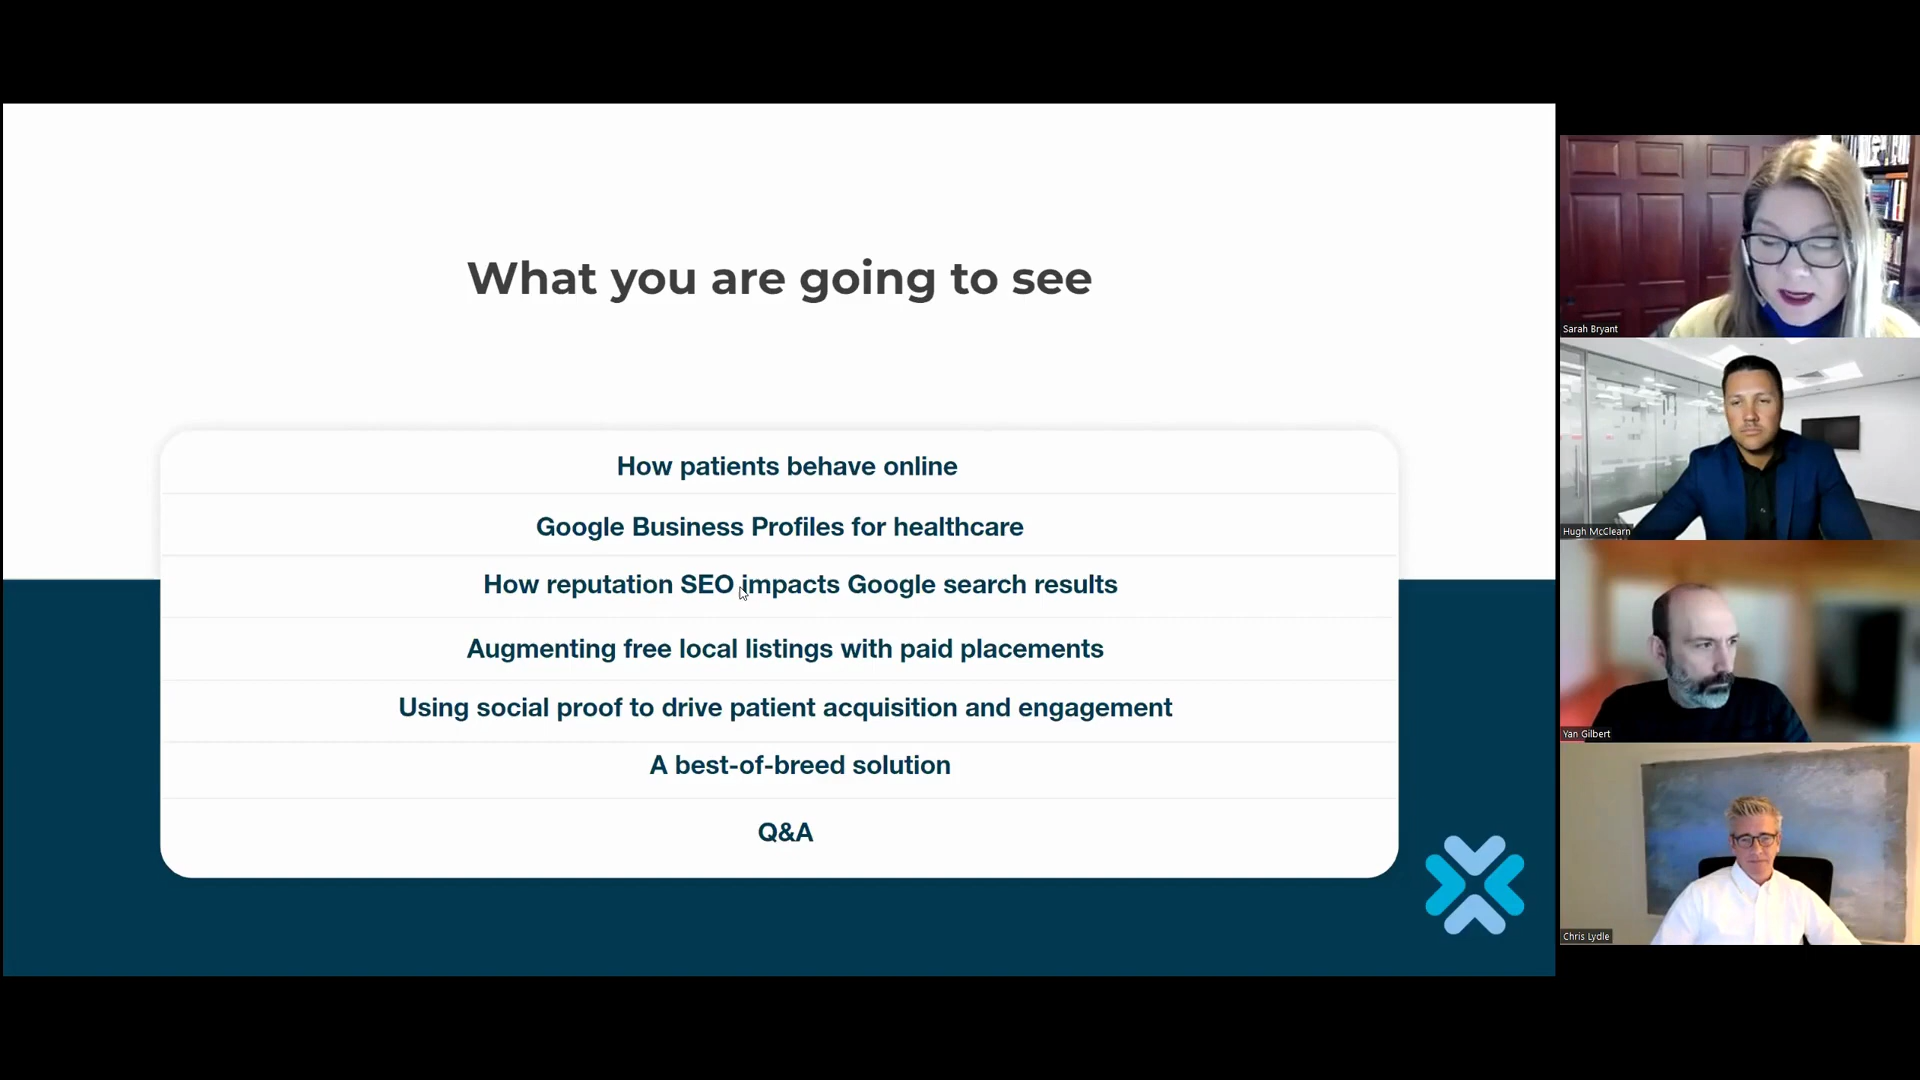 What you are going to see
How patients behave online
Google Business Profiles for healthcare
How reputation SEO impacts Google search results
Augmenting free local listings with paid placements
Using social proof to drive patient acquisition and engagement
A best-of-breed solution
Q&A
Sarah Bryant
Hugh McClearn
Yan Gilbert
Chris Lydle